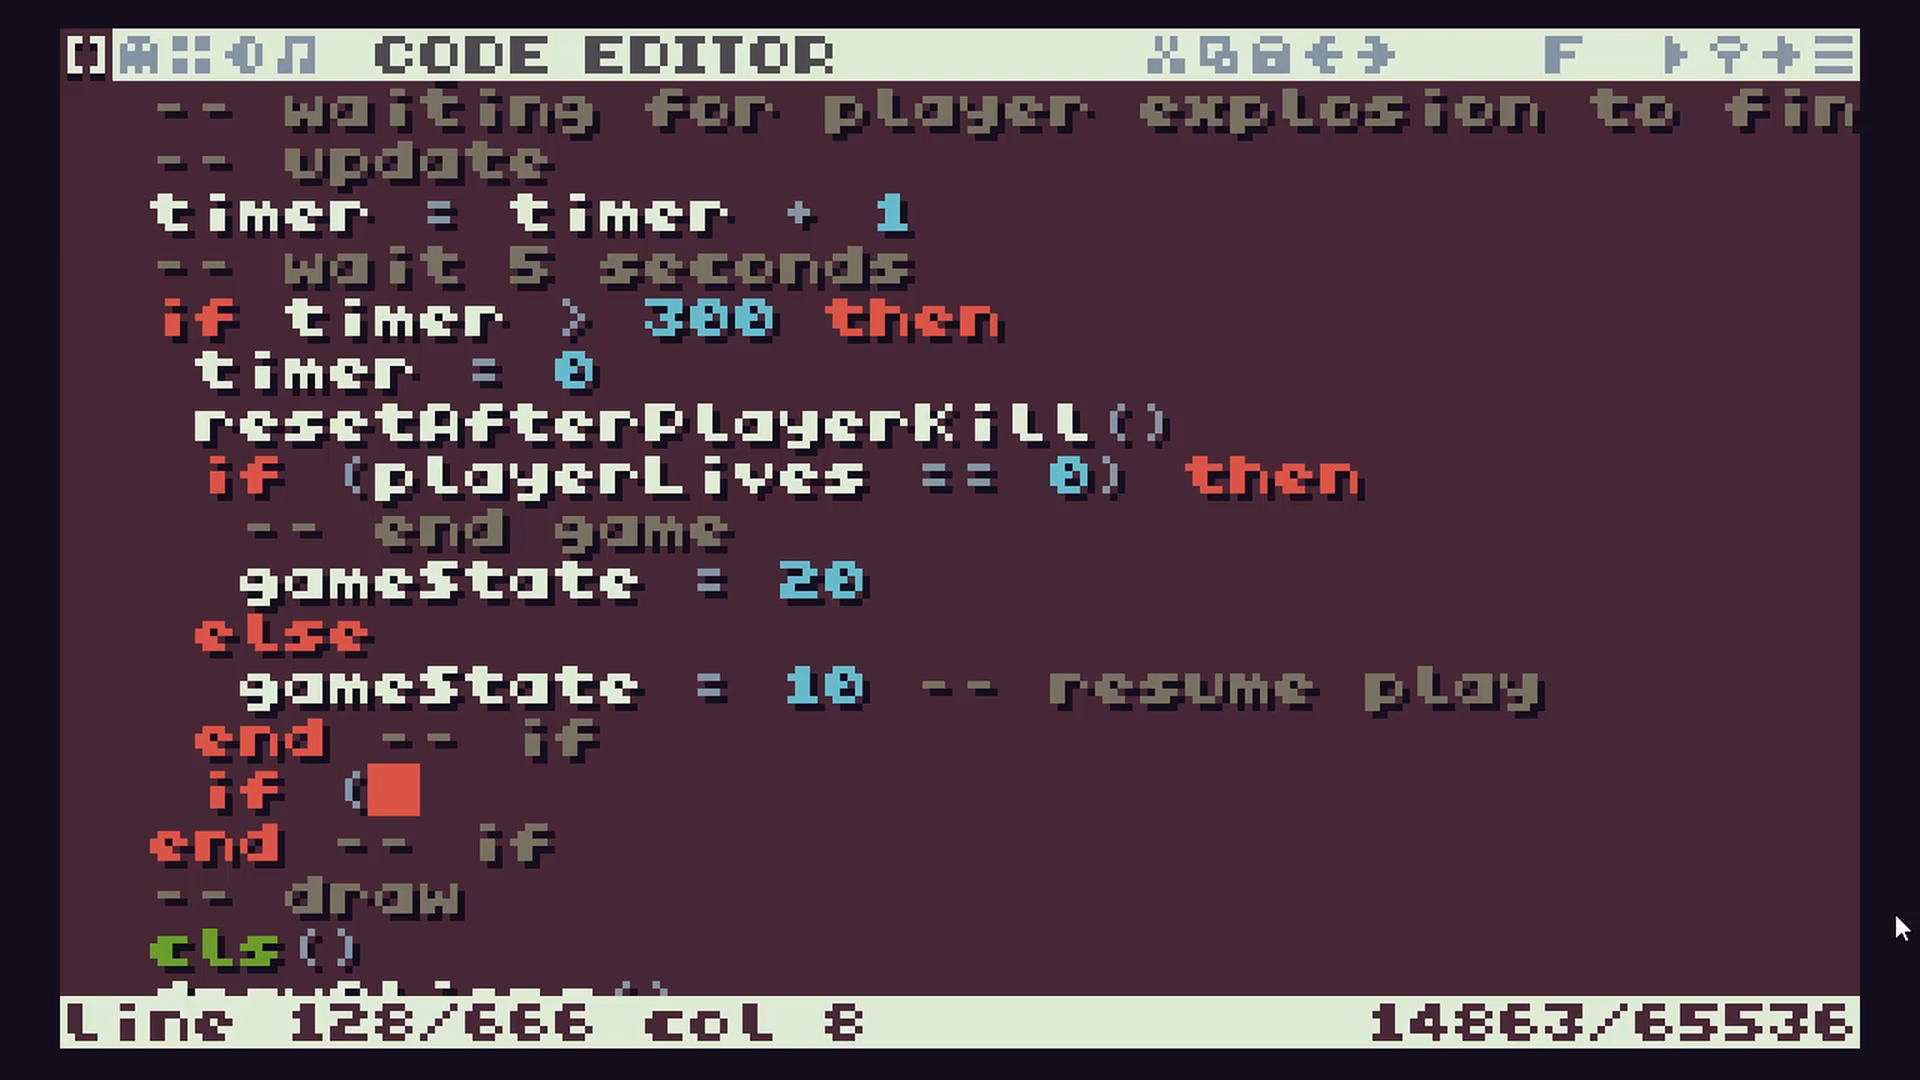 CODE EDITOR F
-- waiting for player explosion to fin
-- update
timer = timer + 1
-- wait 5 seconds
if timer > 300 then
timer = 0
resetAfterPlayerKill()
if (playerLives == 0) then
-- end game
gameState = 20
else
gameState = 10 -- resume play
end -- if
if (
end -- if
-- draw
cls()
line 128/666 col 8
14863/65536